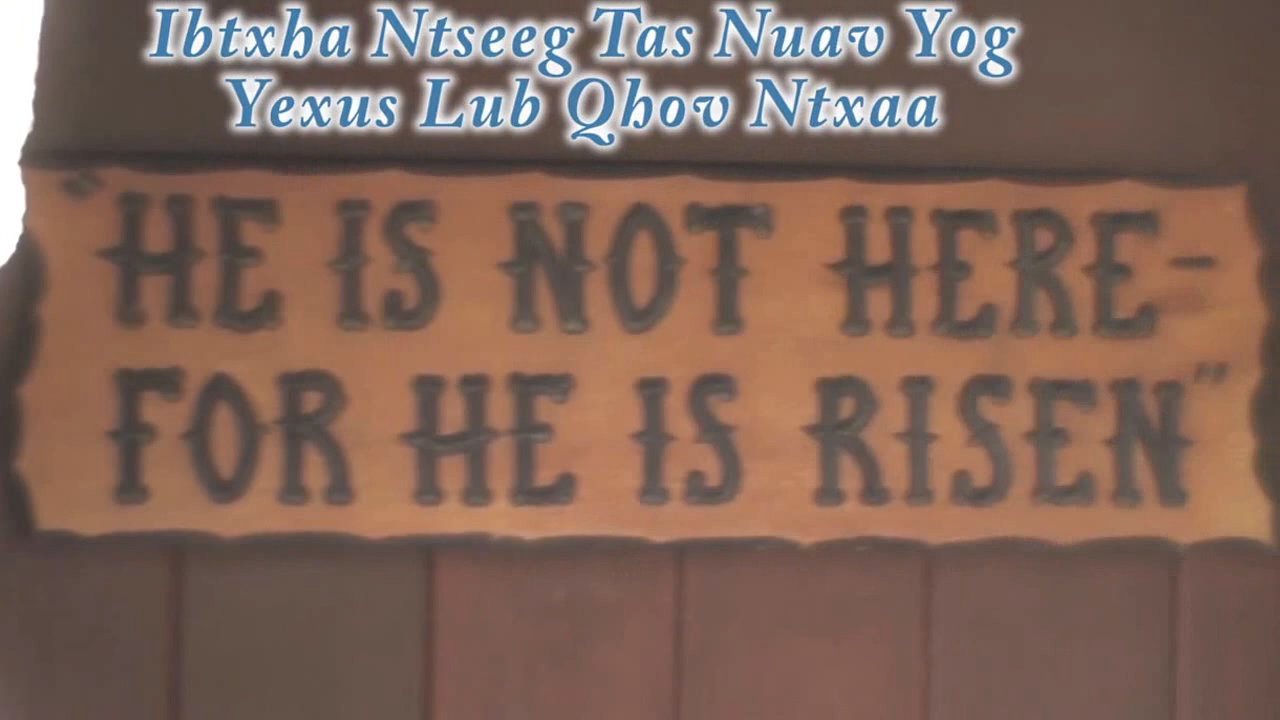 Ibtxha Ntseeg Tas Nuav Yog
Yexus Lub Qhov Ntxaa
"HE IS NOT HERE-
FOR HE IS RISEN"